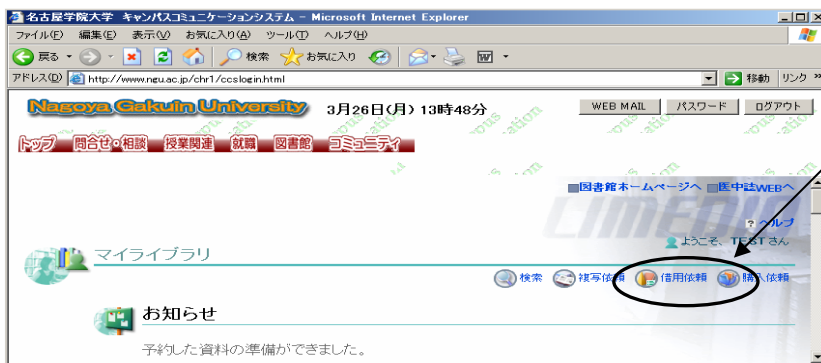 名古屋学院大学 キャンパスコミュニケーションシステム - Microsoft Internet Explorer
ファイル(F) 編集(E) 表示(V) お気に入り(A) ツール(T) ヘルプ(H)
戻る 検索 お気に入り
アドレス(D) http://www.ngu.ac.jp/chr1/ccslogin.html 移動 リンク »
Nagoya Gakuin University 3月26日(月) 13時48分 WEB MAIL パスワード ログアウト
トップ 問合せ・相談 授業関連 就職 図書館 コミュニティ
図書館ホームページへ 医中誌WEBへ
LIMEDIO
? ヘルプ
ようこそ、TESTさん
マイライブラリ
検索 複写依頼 借用依頼 購入依頼
お知らせ
予約した資料の準備ができました。